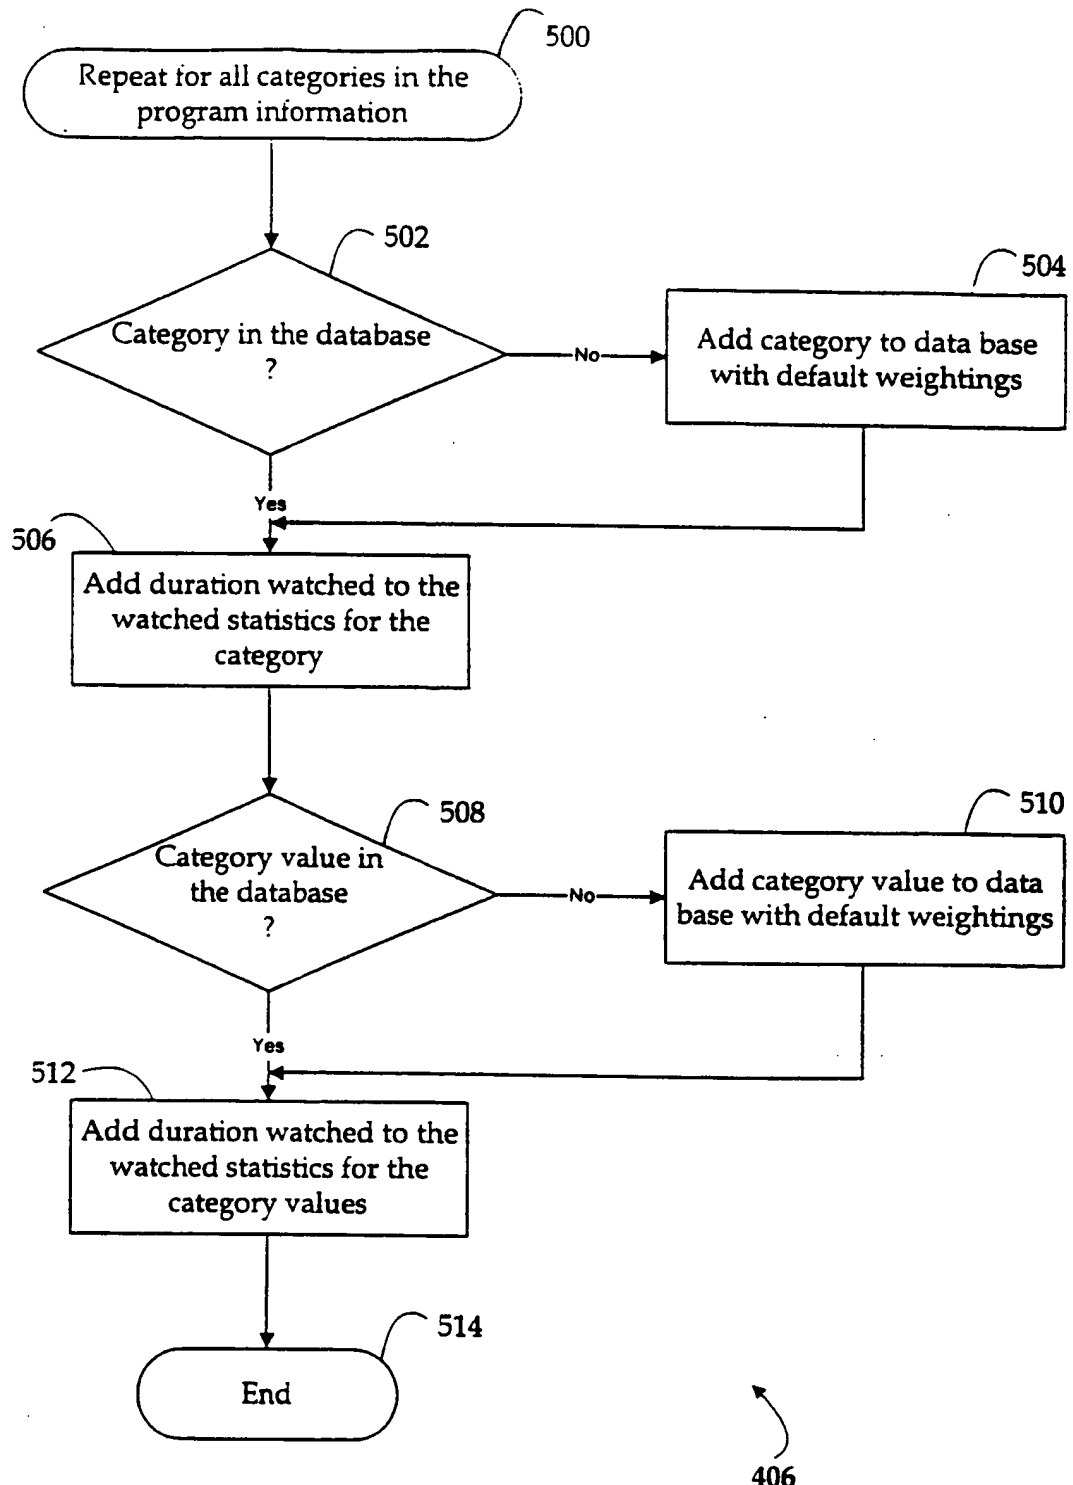 500
Repeat for all categories in the
program information
502
Category in the database
?
No
504
Add category to data base
with default weightings
Yes
506
Add duration watched to the
watched statistics for the
category
508
Category value in
the database
?
No
510
Add category value to data
base with default weightings
Yes
512
Add duration watched to the
watched statistics for the
category values
514
End
406